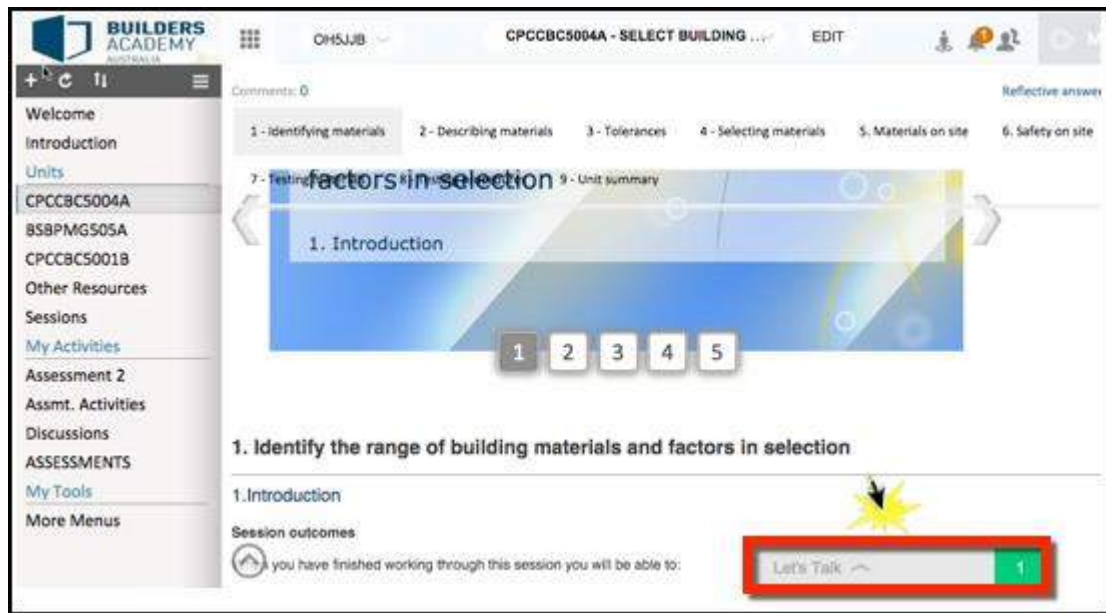 BUILDERS
ACADEMY
AUSTRALIA
OH5JJB
CPCCBC5004A - SELECT BUILDING ...
EDIT
Comments: 0
Reflective answer
Welcome
Introduction
Units
CPCCBC5004A
BSBPMG505A
CPCCBC5001B
Other Resources
Sessions
My Activities
Assessment 2
Assmt. Activities
Discussions
ASSESSMENTS
My Tools
More Menus
1 - Identifying materials
2 - Describing materials
3 - Tolerances
4 - Selecting materials
5. Materials on site
6. Safety on site
7 - Testing
9 - Unit summary
factors in selection
1. Introduction
1 2 3 4 5
1. Identify the range of building materials and factors in selection
1.Introduction
Session outcomes
you have finished working through this session you will be able to:
Let's Talk
1